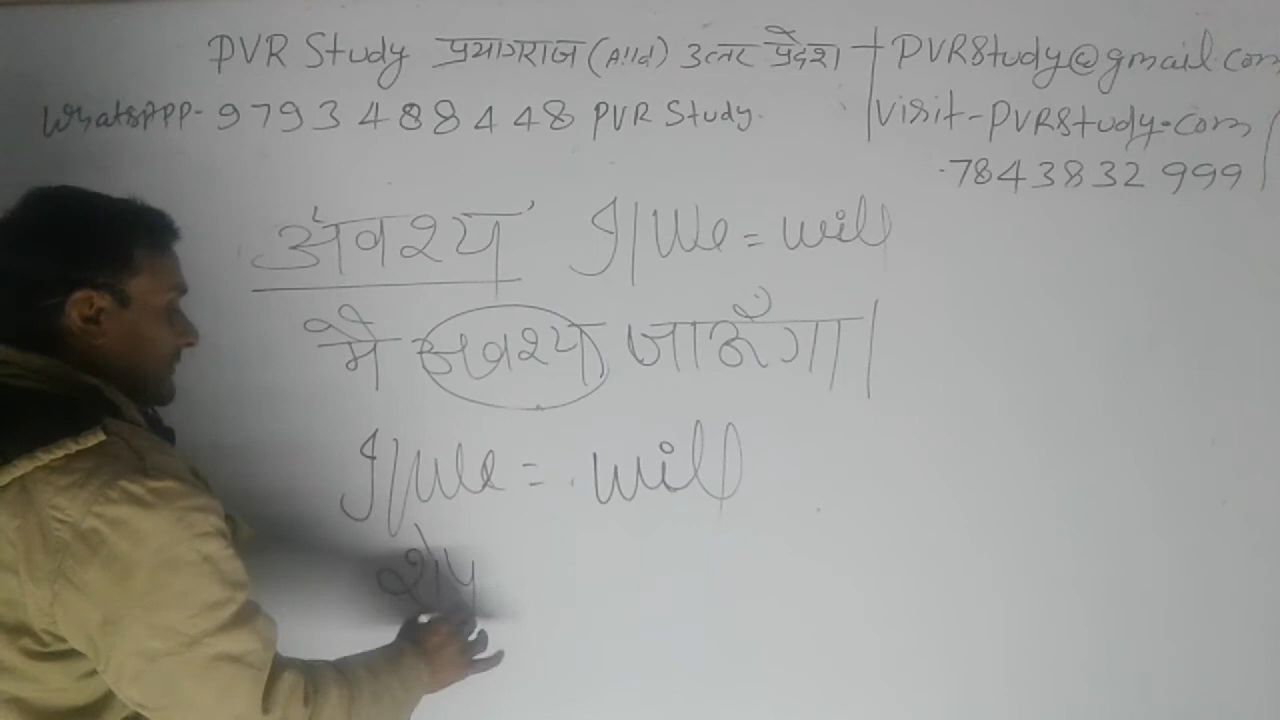 PVR Study प्रयागराज (Alld) उत्तर प्रदेश | PVRStudy@gmail.com
WhatsAPP- 9793488448 PVR Study. | Visit-PVRStudy.com
7843832999
अवश्य I/We = will
मै अवश्य जाऊँगा।
I/We = will
शेष